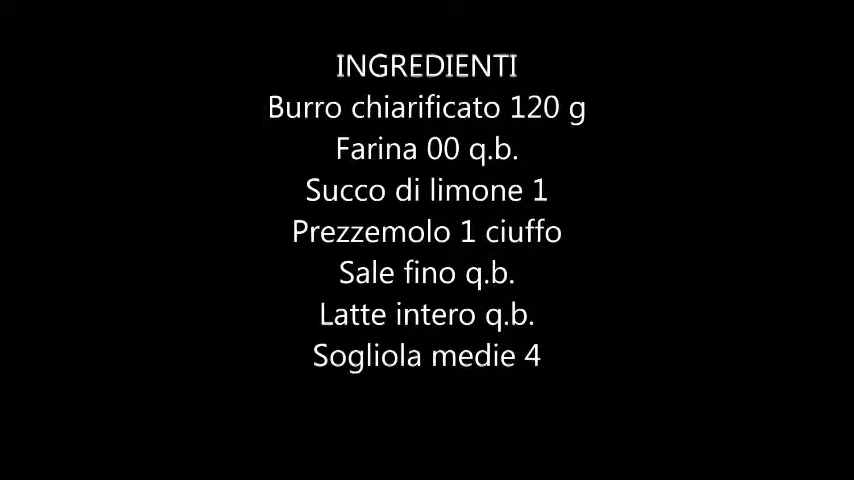 INGREDIENTI
Burro chiarificato 120 g
Farina 00 q.b.
Succo di limone 1
Prezzemolo 1 ciuffo
Sale fino q.b.
Latte intero q.b.
Sogliola medie 4